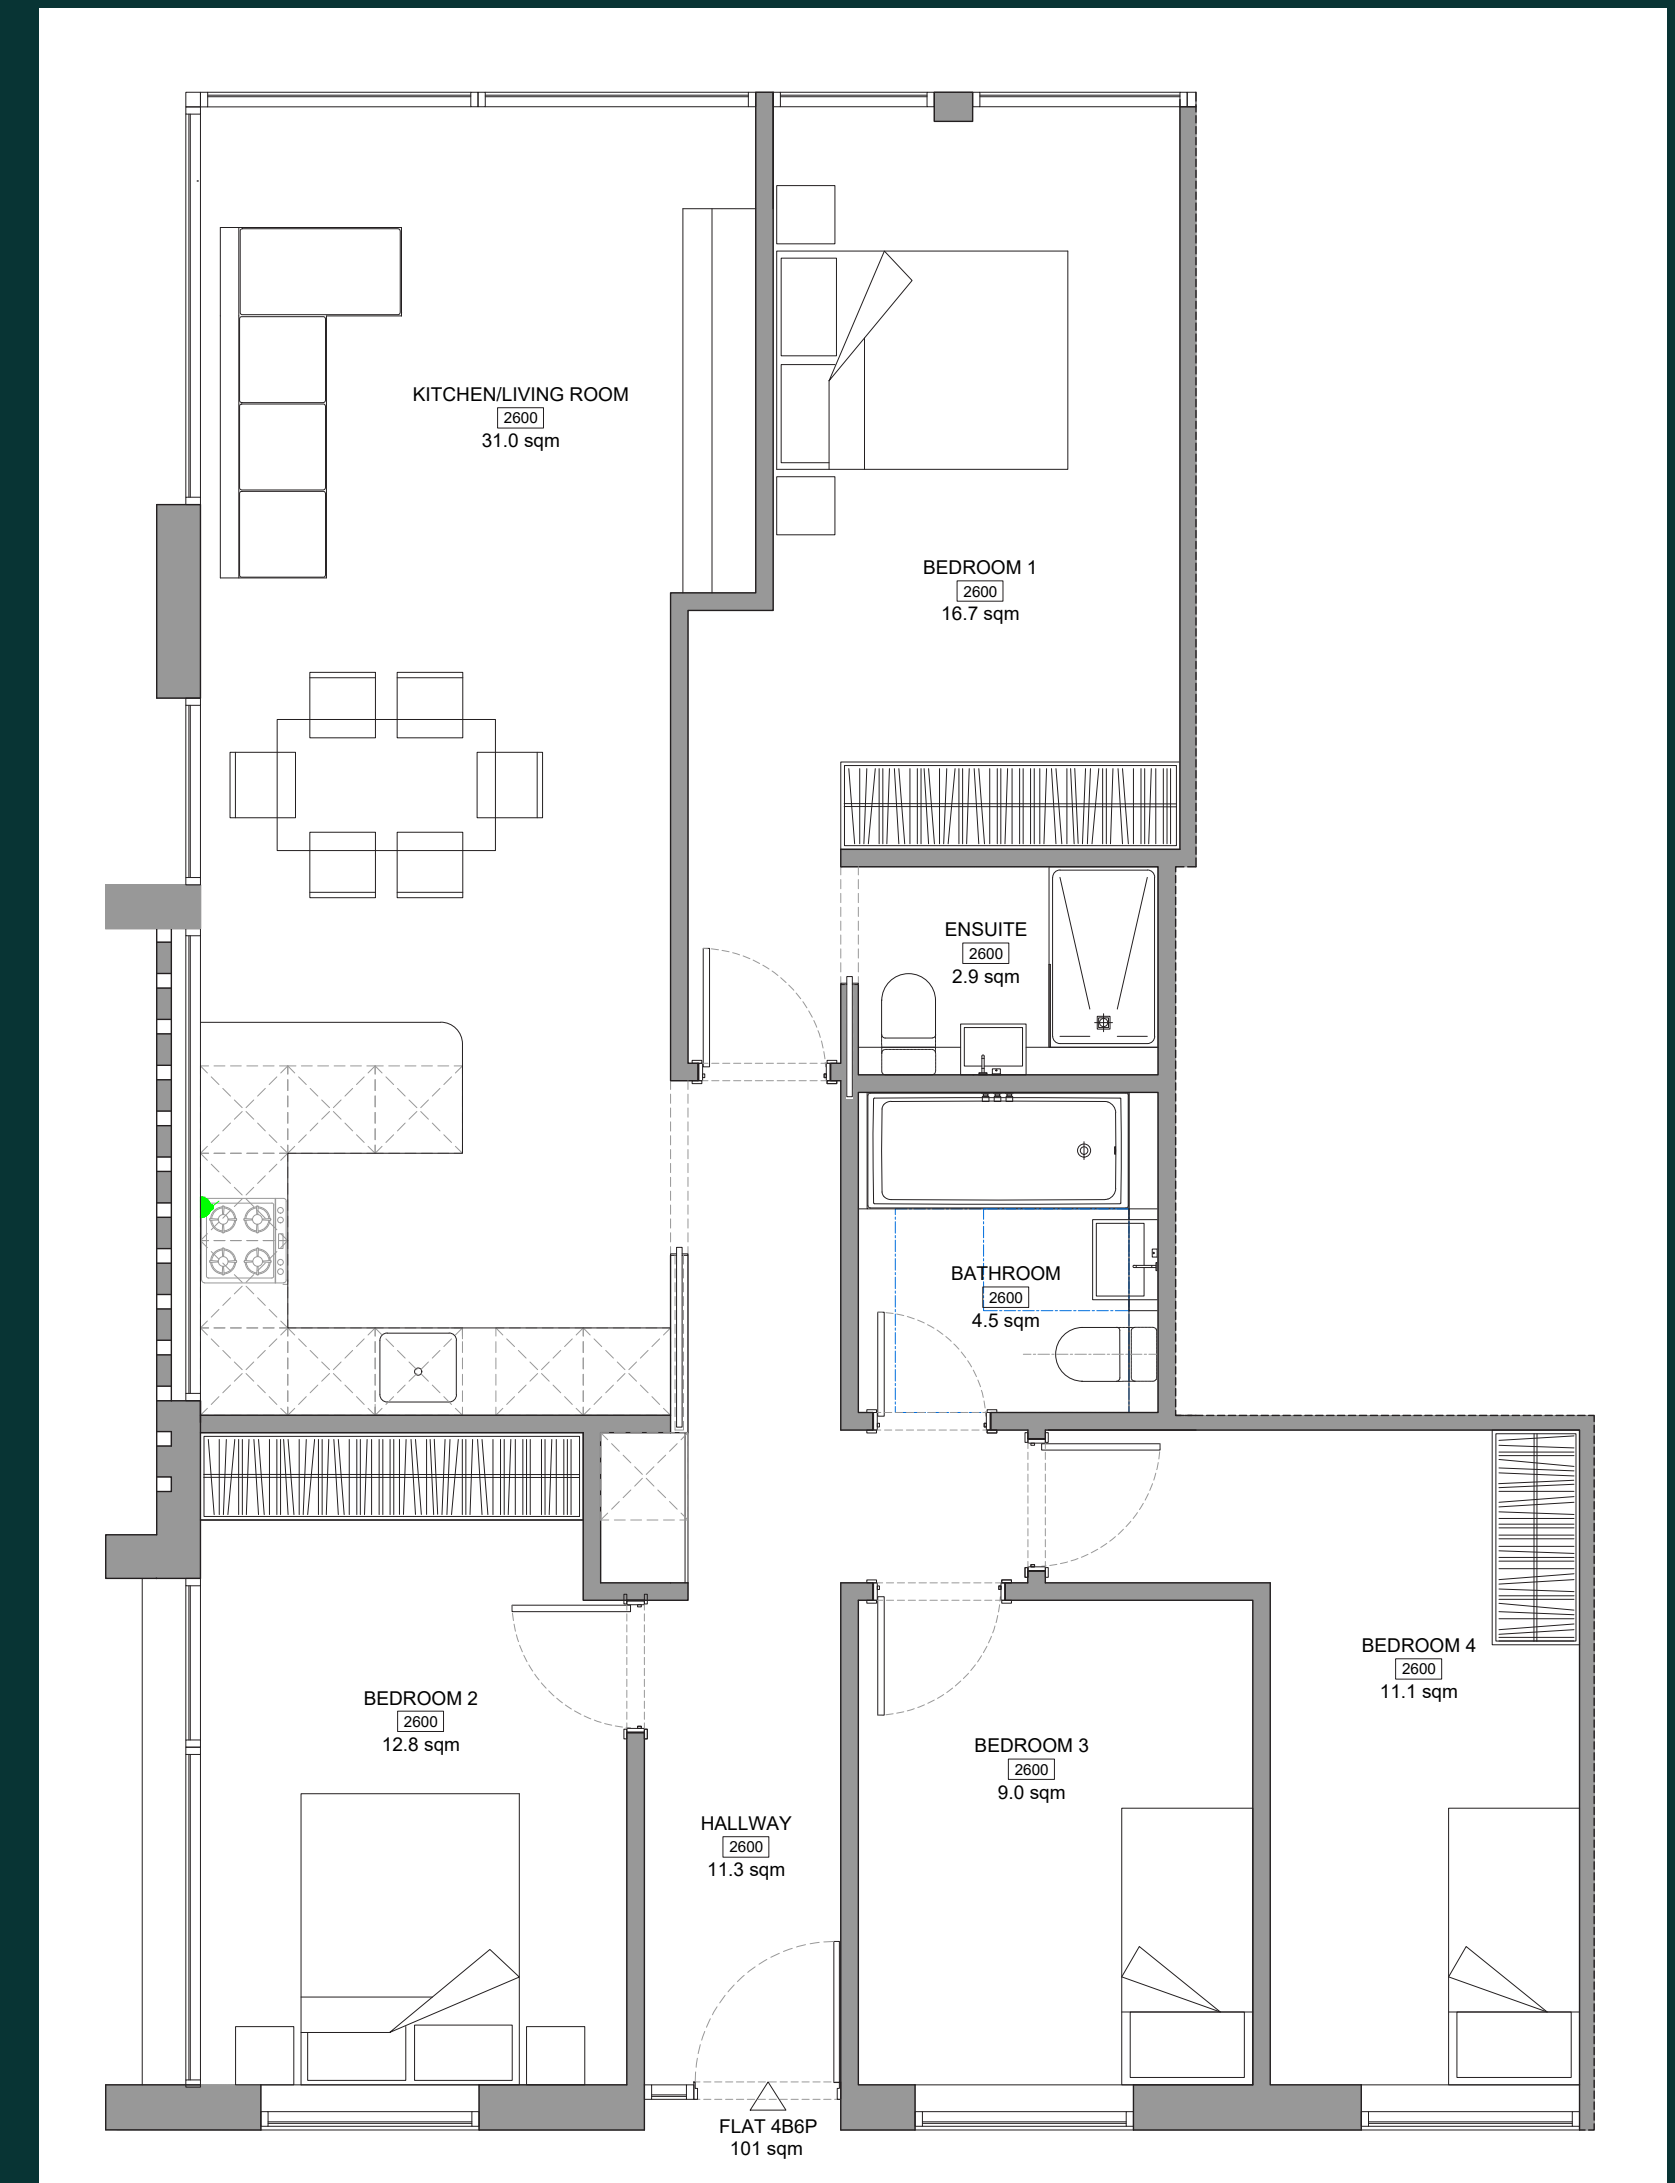 KITCHEN/LIVING ROOM
2600
31.0 sqm
BEDROOM 1
2600
16.7 sqm
ENSUITE
2600
2.9 sqm
BATHROOM
2600
4.5 sqm
BEDROOM 2
2600
12.8 sqm
HALLWAY
2600
11.3 sqm
BEDROOM 3
2600
9.0 sqm
BEDROOM 4
2600
11.1 sqm
FLAT 4B6P
101 sqm